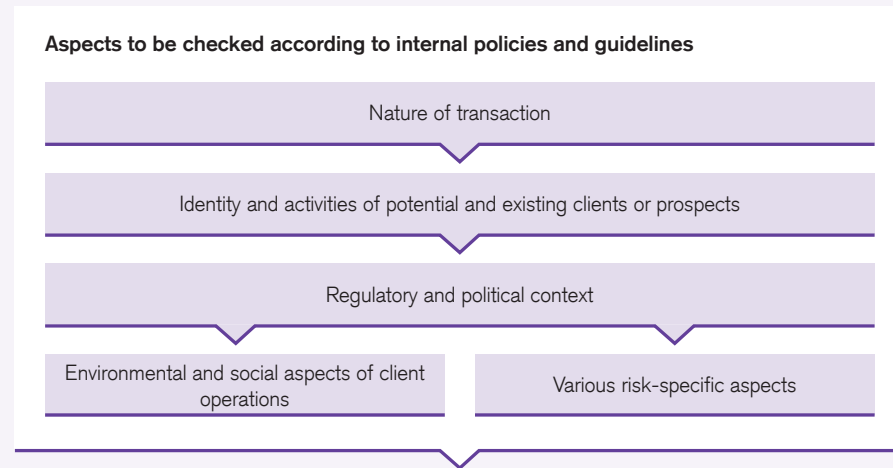 Aspects to be checked according to internal policies and guidelines
Nature of transaction
Identity and activities of potential and existing clients or prospects
Regulatory and political context
Environmental and social aspects of client
operations
Various risk-specific aspects